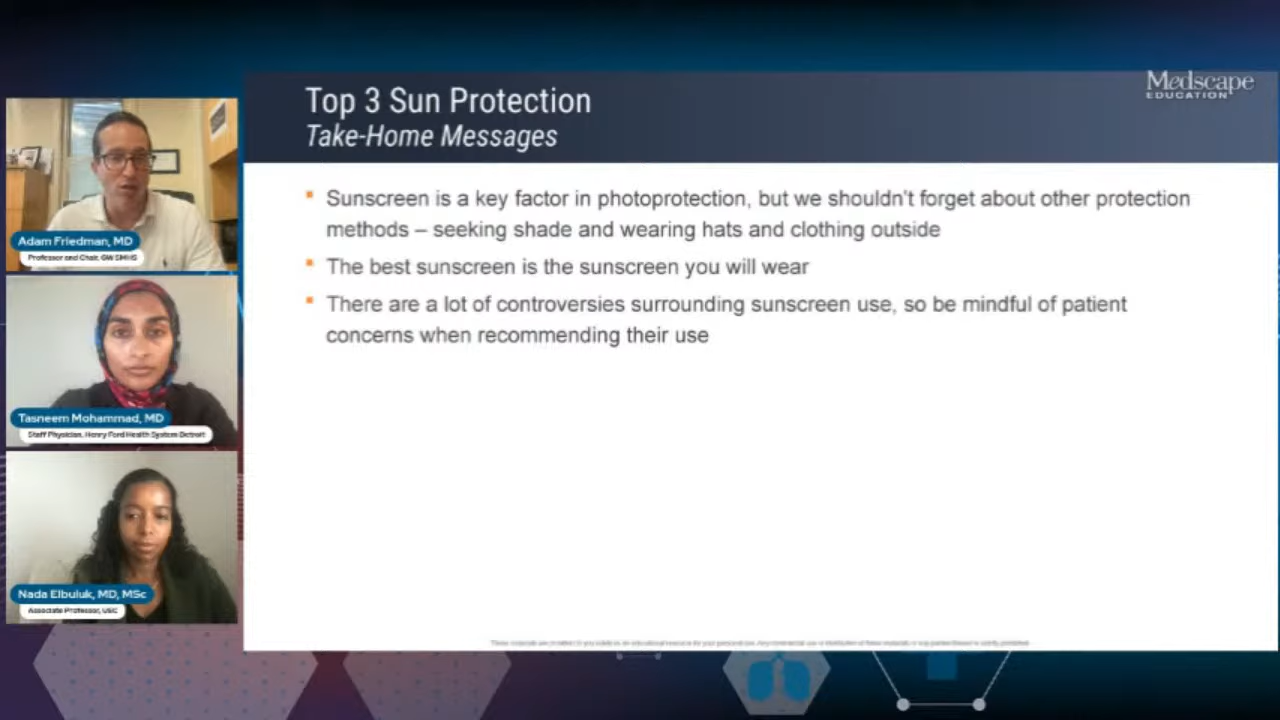 Top 3 Sun Protection
Take-Home Messages
Medscape
EDUCATION
Sunscreen is a key factor in photoprotection, but we shouldn't forget about other protection
methods – seeking shade and wearing hats and clothing outside
The best sunscreen is the sunscreen you will wear
There are a lot of controversies surrounding sunscreen use, so be mindful of patient
concerns when recommending their use
Adam Friedman, MD
Professor and Chair, GW SMHS
Tasneem Mohammad, MD
Staff Physician, Henry Ford Health System Detroit
Nada Elbuluk, MD, MSc
Associate Professor, USC